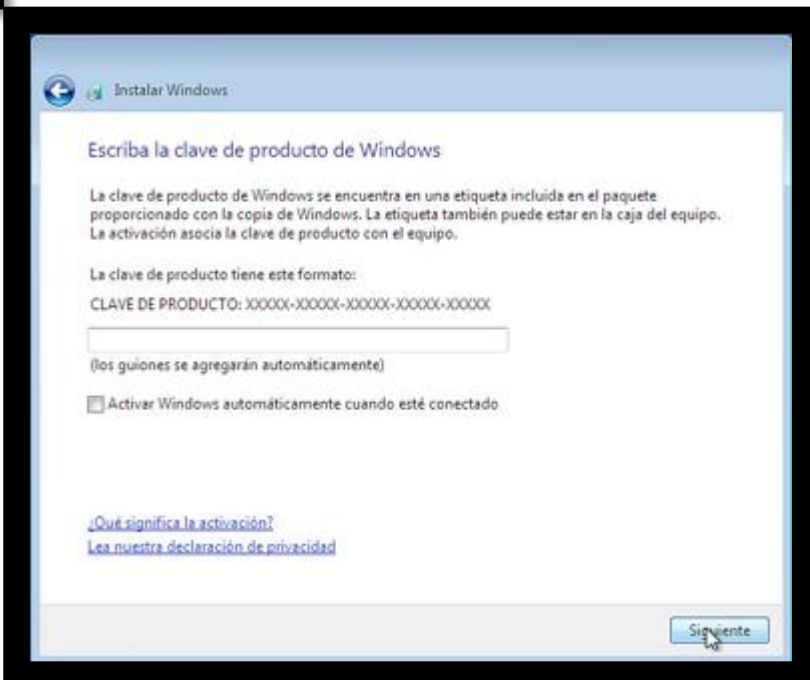 Instalar Windows
Escriba la clave de producto de Windows
La clave de producto de Windows se encuentra en una etiqueta incluida en el paquete
proporcionado con la copia de Windows. La etiqueta también puede estar en la caja del equipo.
La activación asocia la clave de producto con el equipo.
La clave de producto tiene este formato:
CLAVE DE PRODUCTO: XXXXX-XXXXX-XXXXX-XXXXX-XXXXX
(los guiones se agregarán automáticamente)
Activar Windows automáticamente cuando esté conectado
¿Qué significa la activación?
Lea nuestra declaración de privacidad
Siguiente